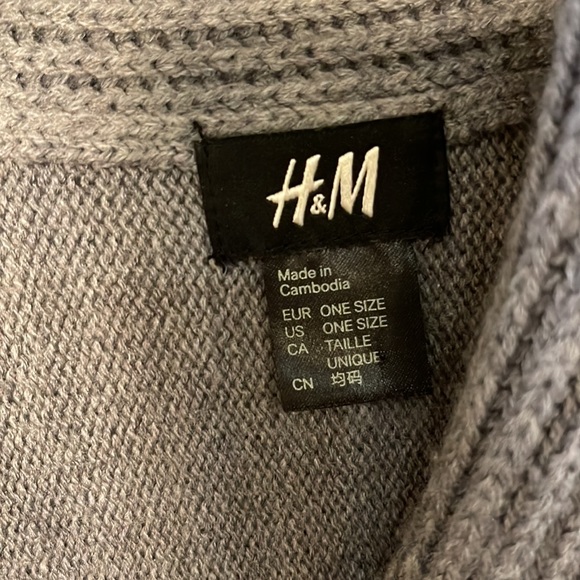 H&M
Made in
Cambodia
EUR ONE SIZE
US ONE SIZE
CA TAILLE
UNIQUE
CN 均码